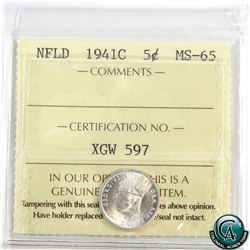 NFLD 1941C 5¢ MS-65
COMMENTS
CERTIFICATION NO.
XGW 597
IN OUR OPINION THIS IS A
GENUINE ITEM.
Tampering with this seal es above opinion.
Have holder replaced /seal not intact.